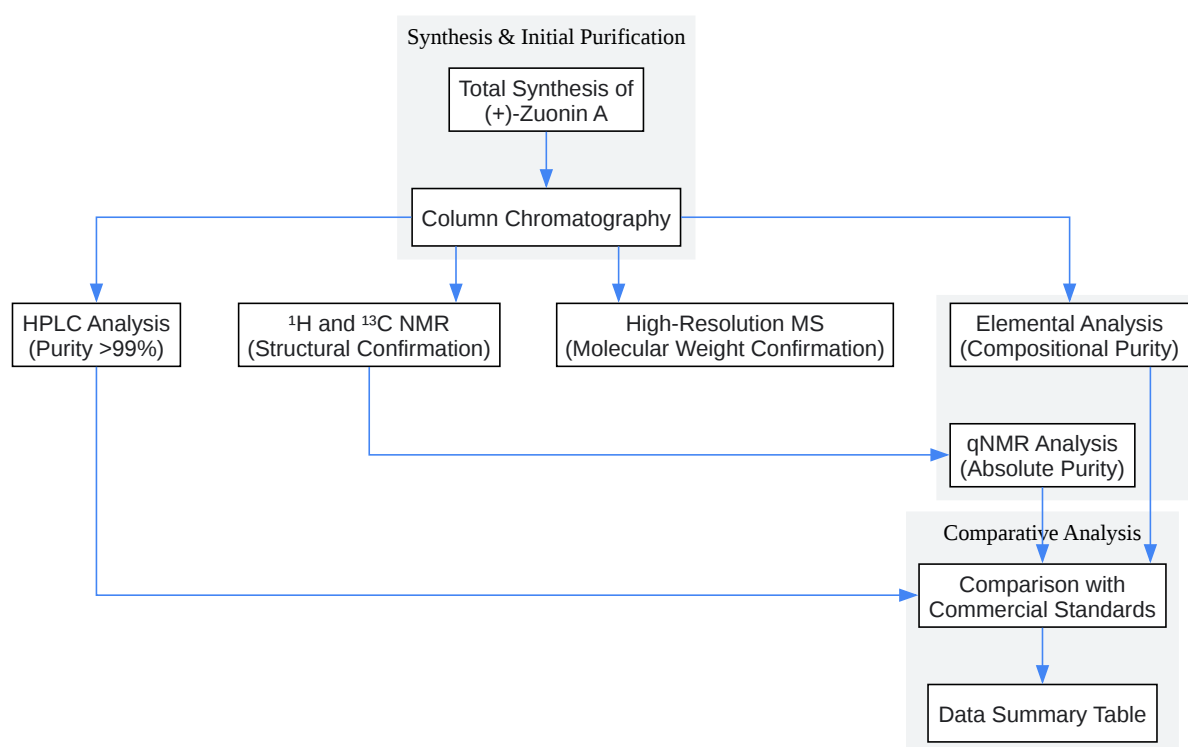 Synthesis & Initial Purification
Total Synthesis of
(+)-Zuonin A
Column Chromatography
HPLC Analysis
(Purity >99%)
¹H and ¹³C NMR
(Structural Confirmation)
High-Resolution MS
(Molecular Weight Confirmation)
Elemental Analysis
(Compositional Purity)
qNMR Analysis
(Absolute Purity)
Comparative Analysis
Comparison with
Commercial Standards
Data Summary Table